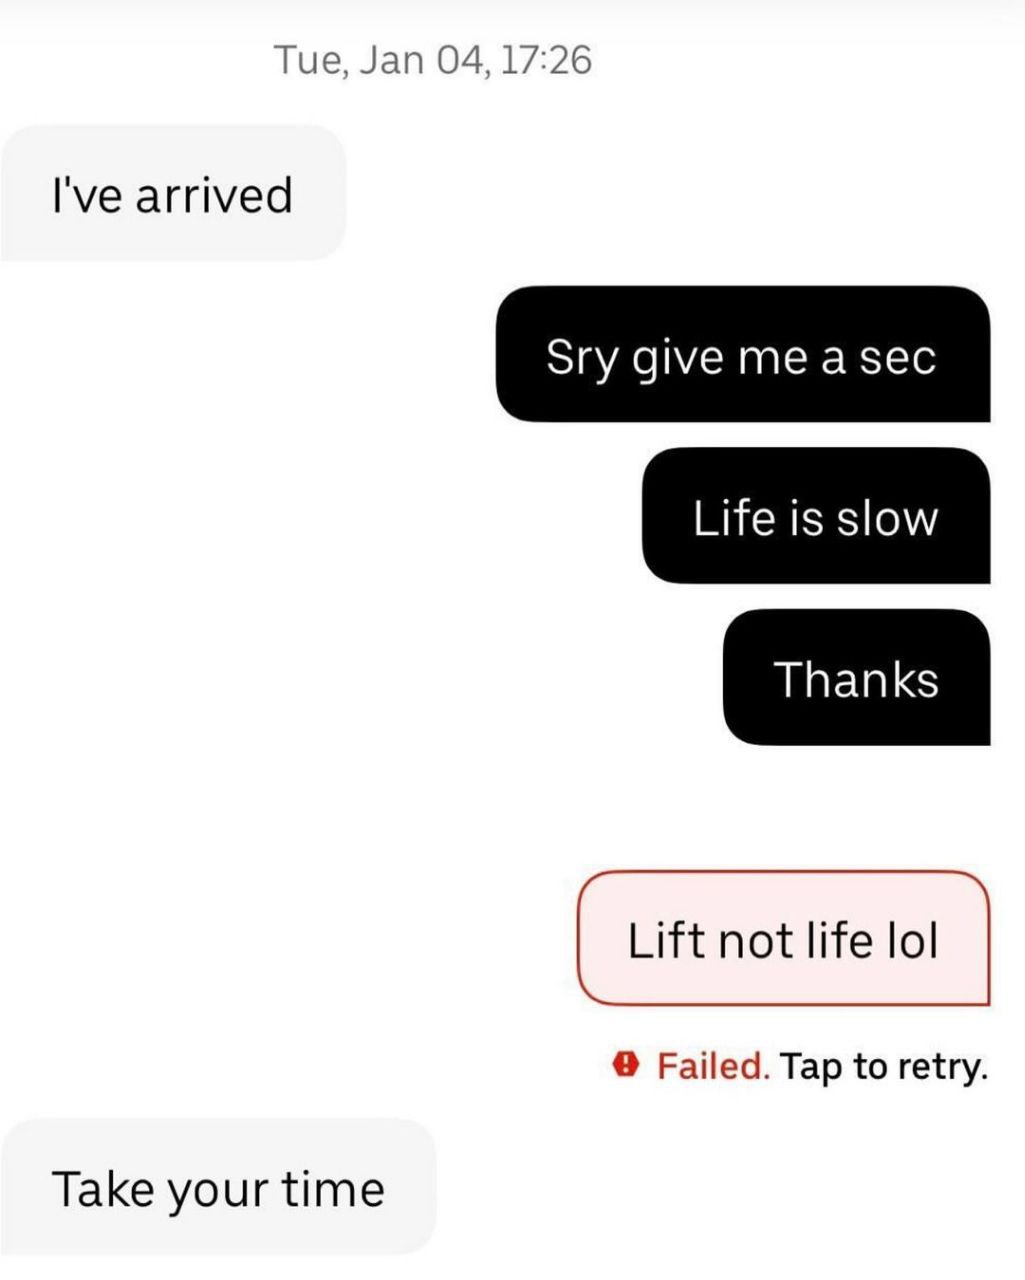 Tue, Jan 04, 17:26
I've arrived
Sry give me a sec
Life is slow
Thanks
Lift not life lol
Failed. Tap to retry.
Take your time